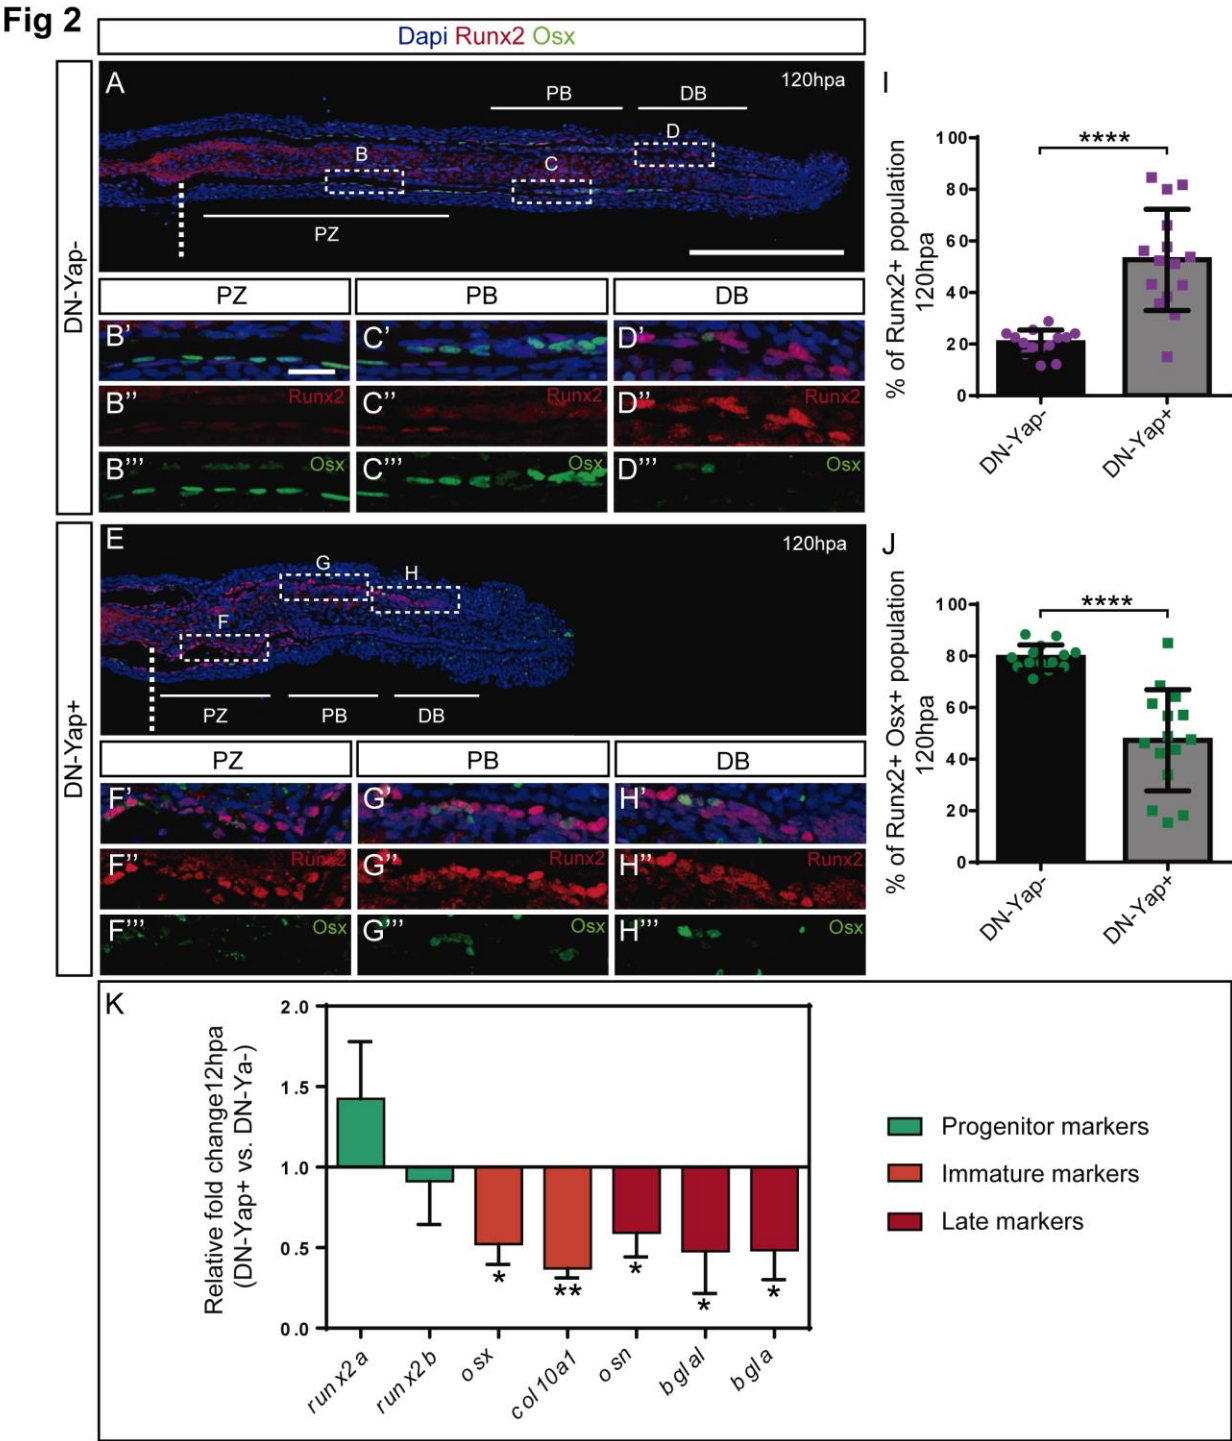 Fig 2
Dapi Runx2 Osx
DN-Yap-
A
120hpa
PB
DB
D
B
C
PZ
PZ
PB
DB
B'
C'
D'
B''
Runx2
C''
Runx2
D''
Runx2
B'''
Osx
C'''
Osx
D'''
Osx
DN-Yap+
E
120hpa
G
H
F
PZ
PB
DB
PZ
PB
DB
F'
G'
H'
F''
Runx2
G''
Runx2
H''
Runx2
F'''
Osx
G'''
Osx
H'''
Osx
I
% of Runx2+ population
120hpa
100
80
60
40
20
0
****
DN-Yap-
DN-Yap+
J
% of Runx2+ Osx+ population
120hpa
100
80
60
40
20
0
****
DN-Yap-
DN-Yap+
K
Relative fold change12hpa
(DN-Yap+ vs. DN-Ya-)
2.0
1.5
1.0
0.5
0.0
*
**
*
*
*
runx2a
runx2b
osx
col10a1
osn
bglal
bgla
Progenitor markers
Immature markers
Late markers